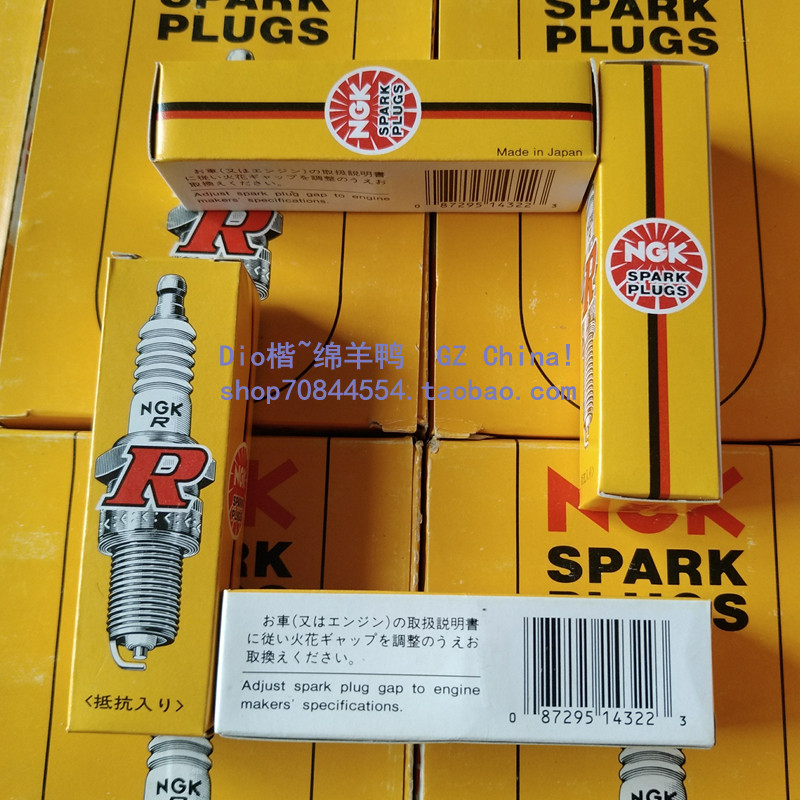 SPARK
PLUGS
SPARK
PLUGS
NGK
SPARK
PLUGS
Made in Japan
お車(又はエンジン)の取扱説明書
に従い火花ギャップを調整のうえお
取換えください。
Adjust spark plug gap to engine
makers' specifications.
0 87295 14322 3
R
NGK
SPARK
PLUGS
Dio楷~绵羊鸭 GZ China!
shop70844554.taobao.com
NGK
R
R
NGK
SPARK
PLUGS
<抵抗入り>
NGK
SPARK
NGK
SPARK
PLUGS
お車(又はエンジン)の取扱説明書
に従い火花ギャップを調整のうえお
取換えください。
Adjust spark plug gap to engine
makers' specifications.
0 87295 14322 3
NGK
NGK